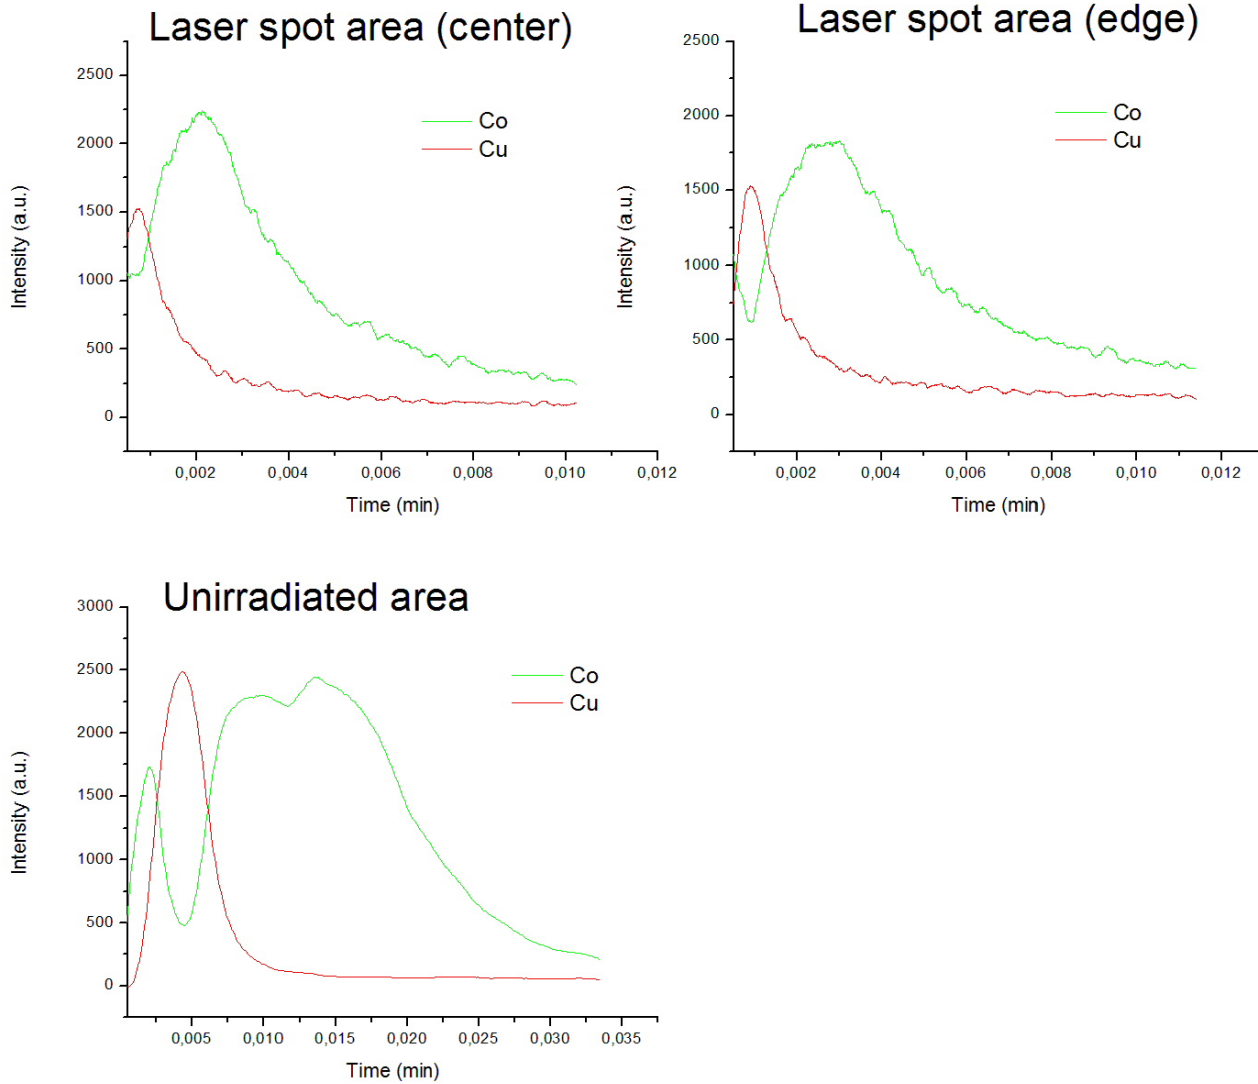 Laser spot area (center)
2500
2000
1500
1000
500
0
Intensity (a.u.)
Co
Cu
0,002
0,004
0,006
0,008
0,010
0,012
Time (min)
Laser spot area (edge)
2500
2000
1500
1000
500
0
Intensity (a.u.)
Co
Cu
0,002
0,004
0,006
0,008
0,010
0,012
Time (min)
Unirradiated area
3000
2500
2000
1500
1000
500
0
Intensity (a.u.)
Co
Cu
0,005
0,010
0,015
0,020
0,025
0,030
0,035
Time (min)